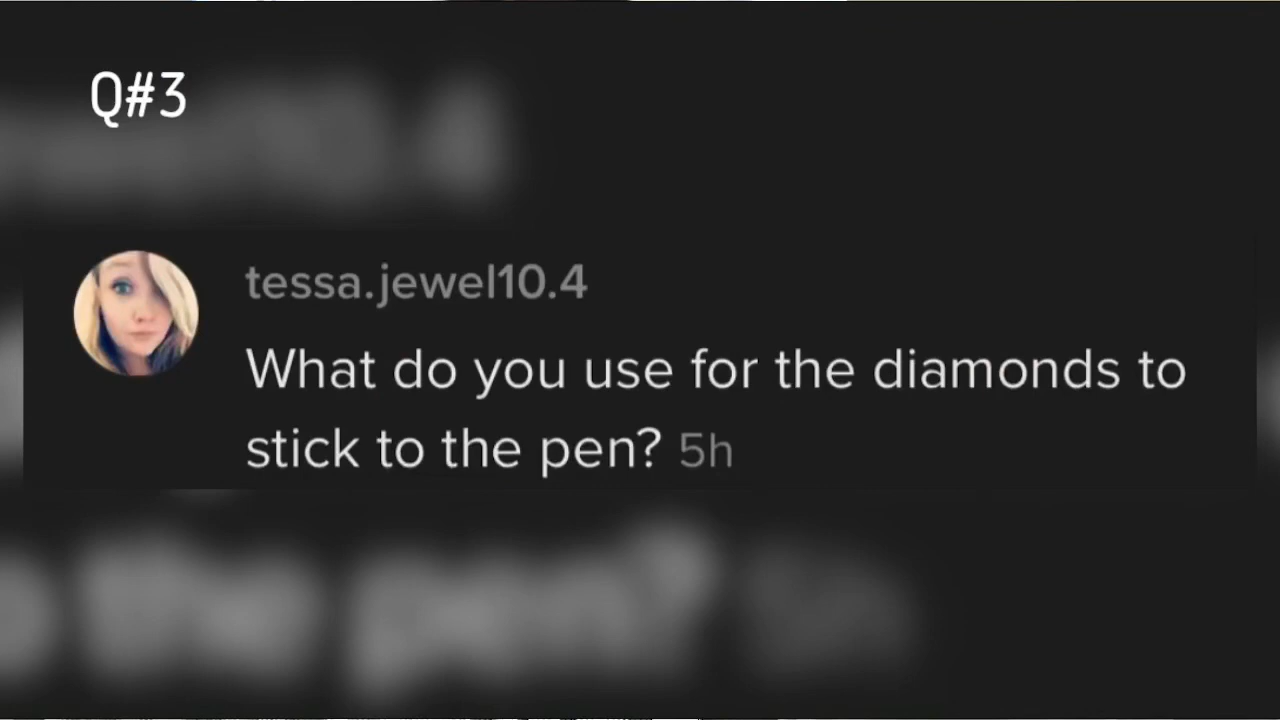 Q#3
tessa.jewel10.4
What do you use for the diamonds to
stick to the pen? 5h